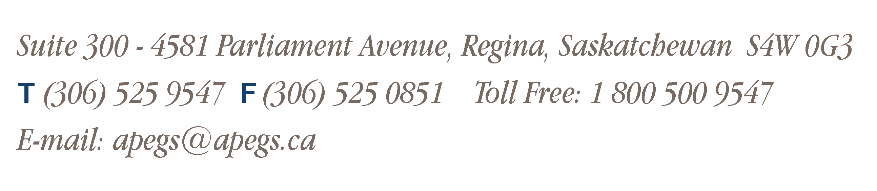 Suite 300 - 4581 Parliament Avenue, Regina, Saskatchewan S4W 0G3
T (306) 525 9547 F (306) 525 0851 Toll Free: 1 800 500 9547
E-mail: apegs@apegs.ca